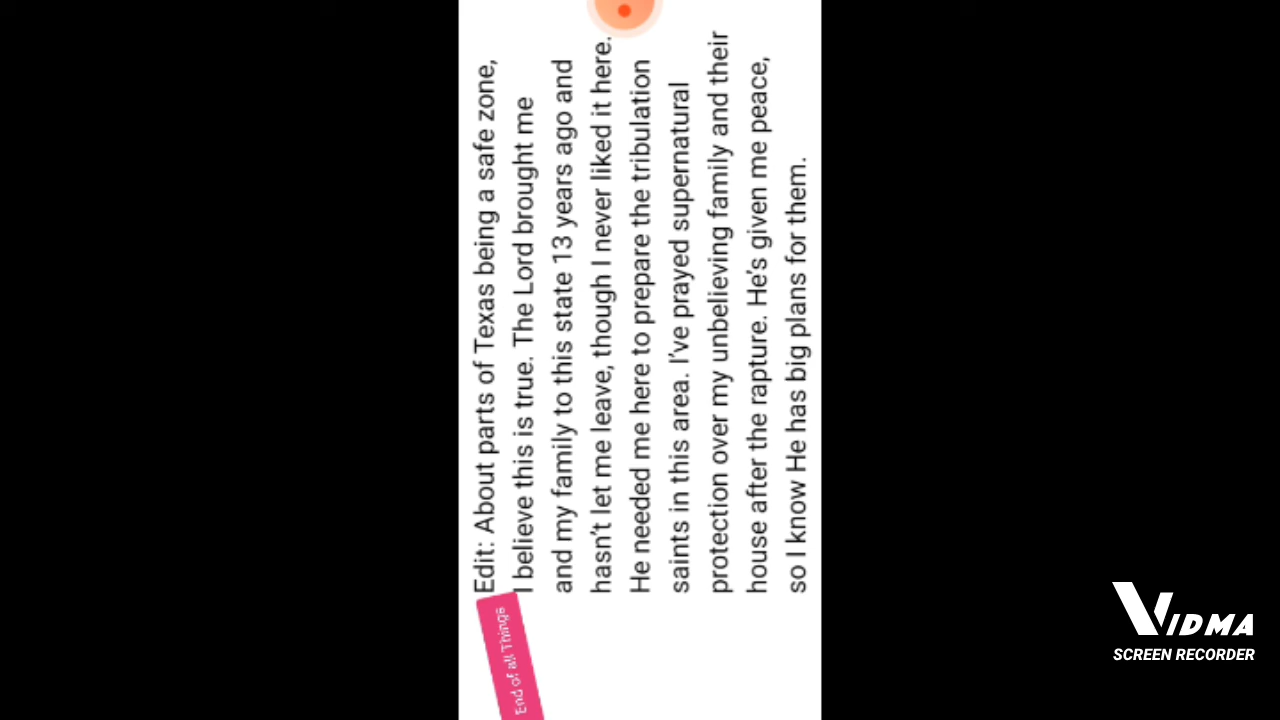 Edit: About parts of Texas being a safe zone,
I believe this is true. The Lord brought me
and my family to this state 13 years ago and
hasn't let me leave, though I never liked it here.
He needed me here to prepare the tribulation
saints in this area. I've prayed supernatural
protection over my unbelieving family and their
house after the rapture. He's given me peace,
so I know He has big plans for them.
End of all Things
VIDMA
SCREEN RECORDER